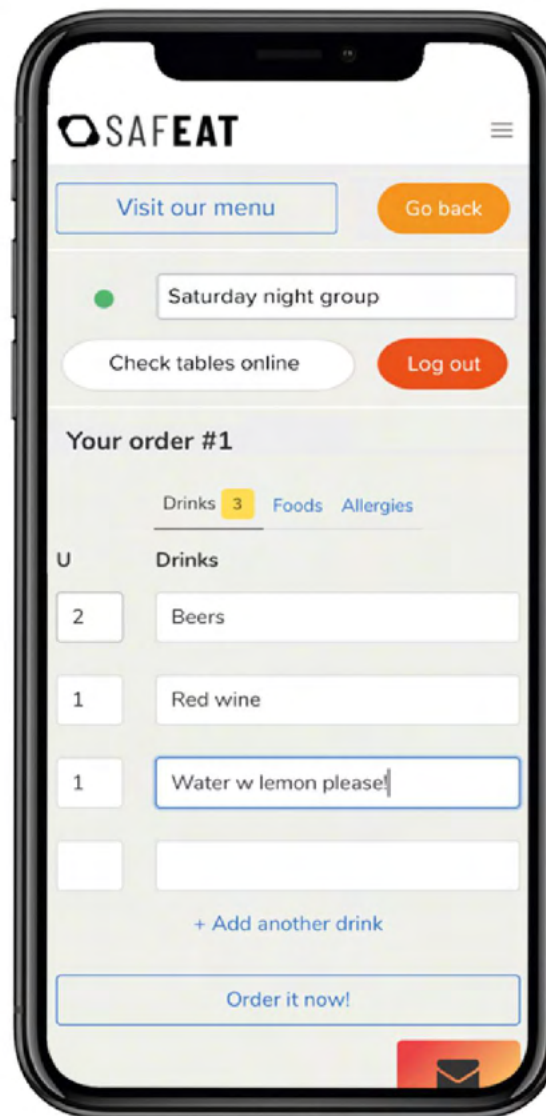 SAFEAT
Visit our menu
Go back
Saturday night group
Check tables online
Log out
Your order #1
Drinks 3 Foods Allergies
U Drinks
2 Beers
1 Red wine
1 Water w lemon please!
+ Add another drink
Order it now!